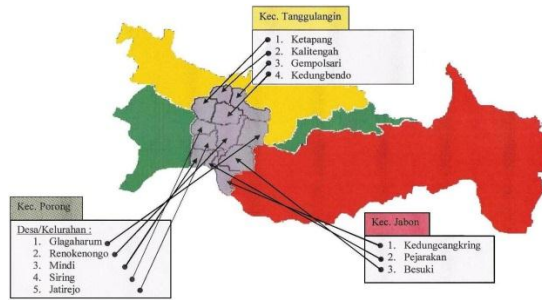 Kec. Tanggulangin
1. Ketapang
2. Kalitengah
3. Gempolsari
4. Kedungbendo
Kec. Porong
Desa/Kelurahan :
1. Glagaharum
2. Renokenongo
3. Mindi
4. Siring
5. Jatirejo
Kec. Jabon
1. Kedungcangkring
2. Pejarakan
3. Besuki